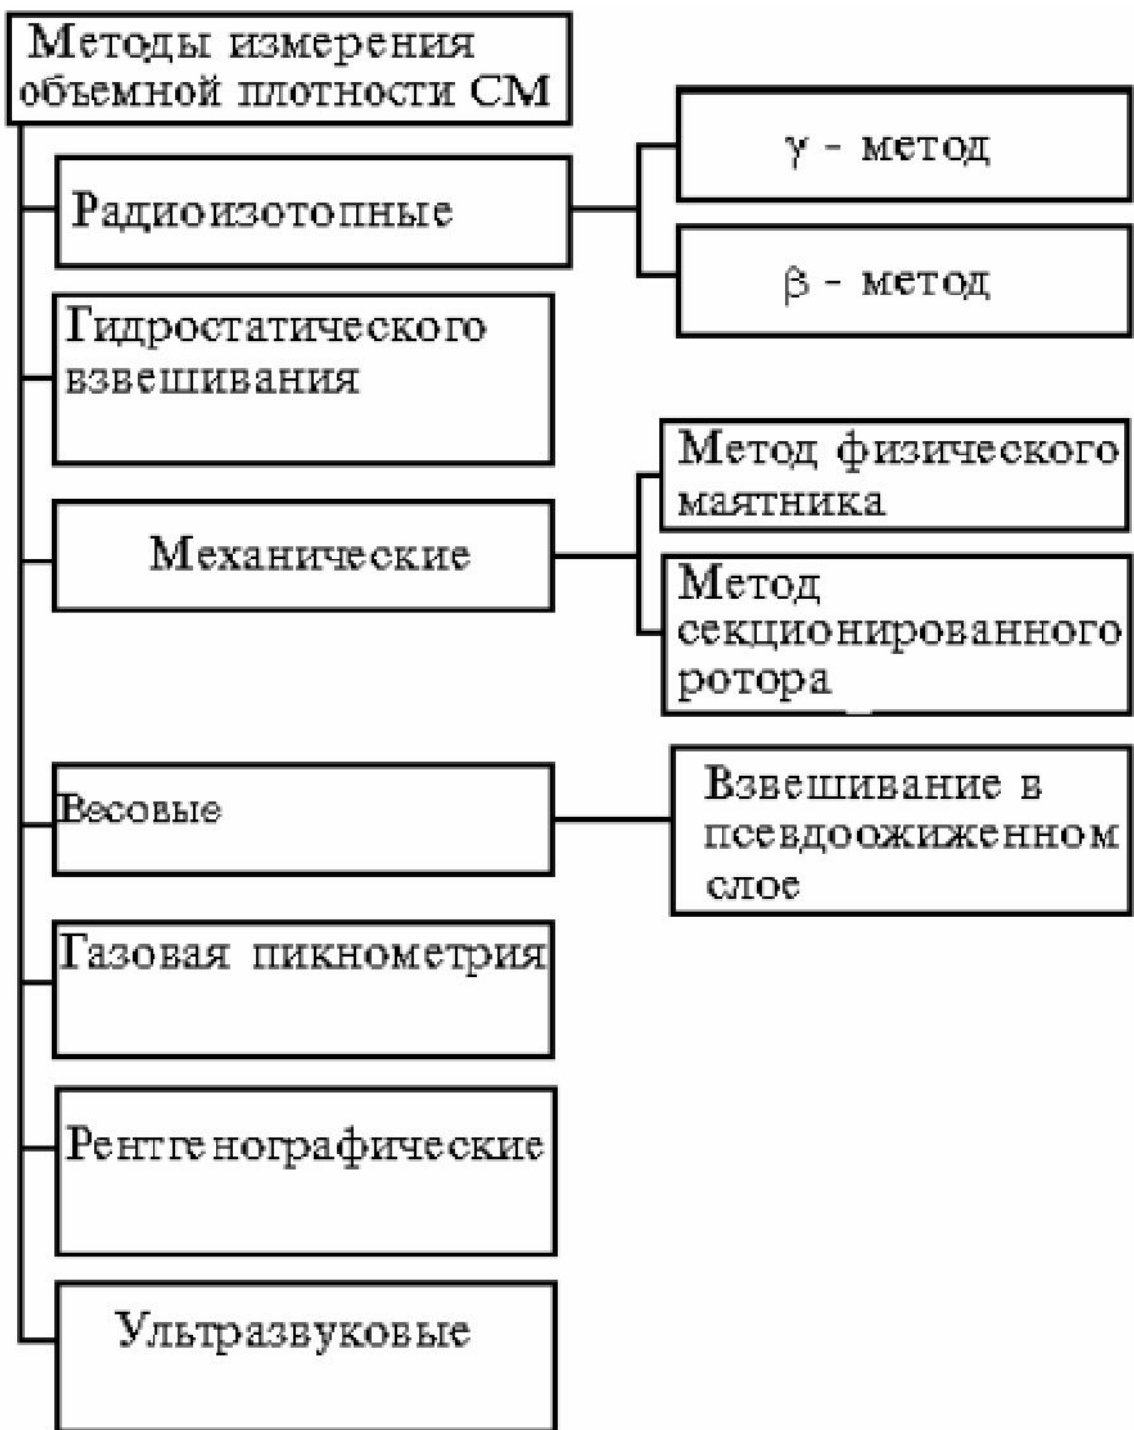 Методы измерения
объемной плотности СМ
Радиоизотопные
γ - метод
β - метод
Гидростатического
взвешивания
Механические
Метод физического
маятника
Метод
секционированного
ротора
Весовые
Взвешивание в
псевдоожиженном
слое
Газовая пикнометрия
Рентгенографические
Ультразвуковые